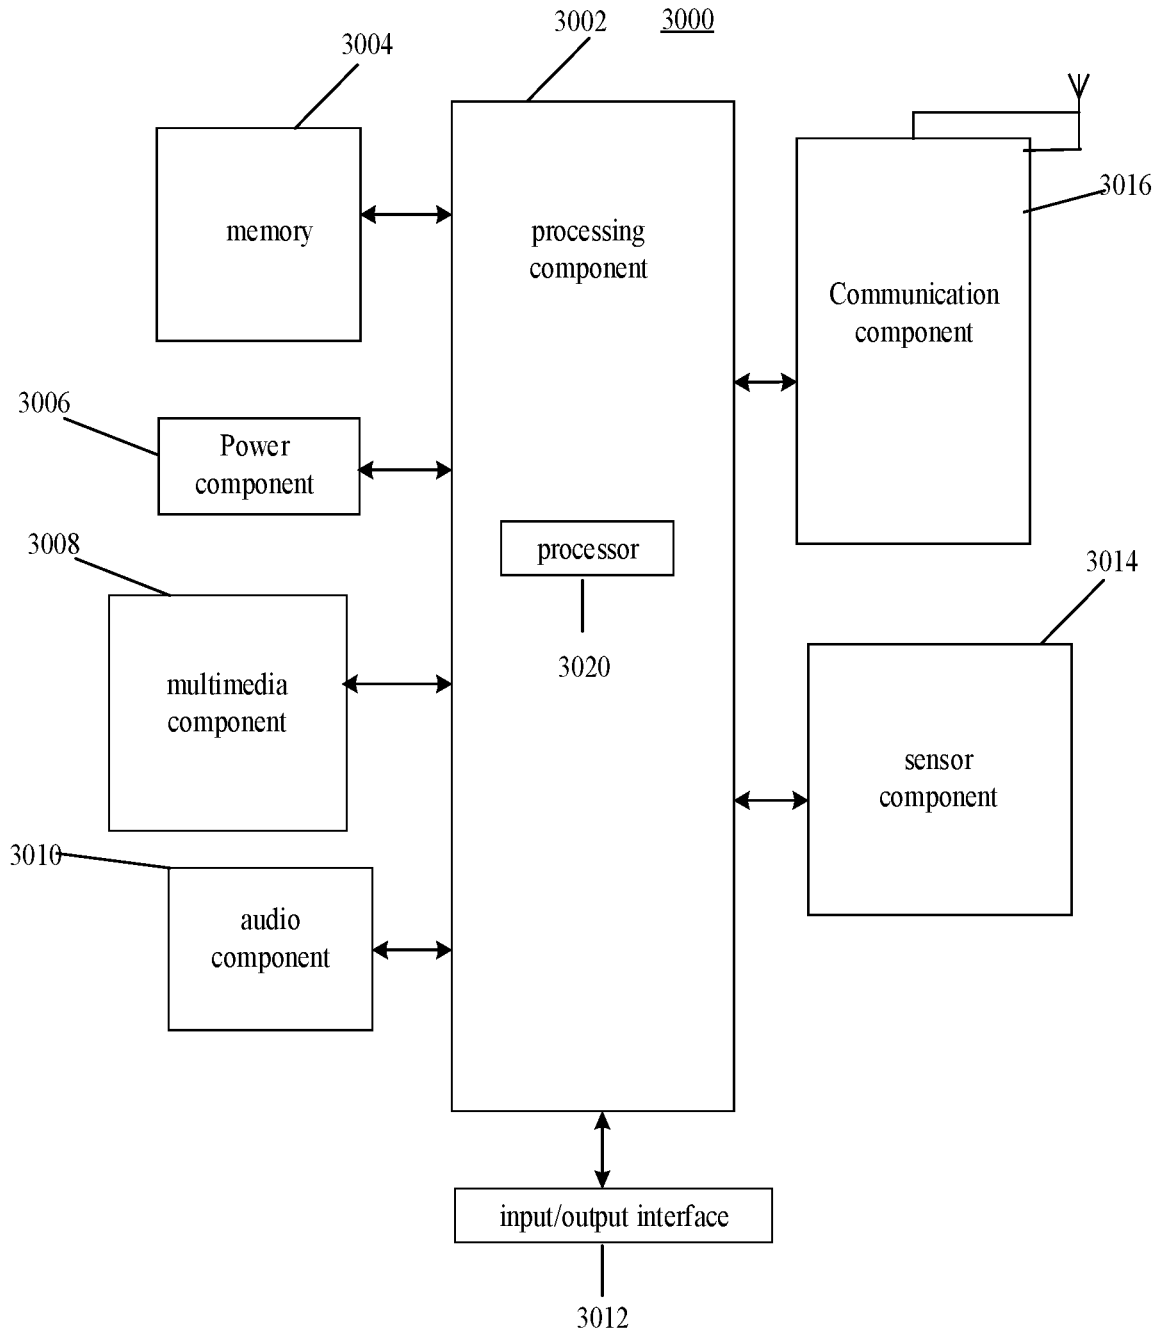 3002
3000
3004
3016
memory
processing
component
Communication
component
3006
Power
component
3008
processor
3014
3020
multimedia
component
sensor
component
3010
audio
component
input/output interface
3012